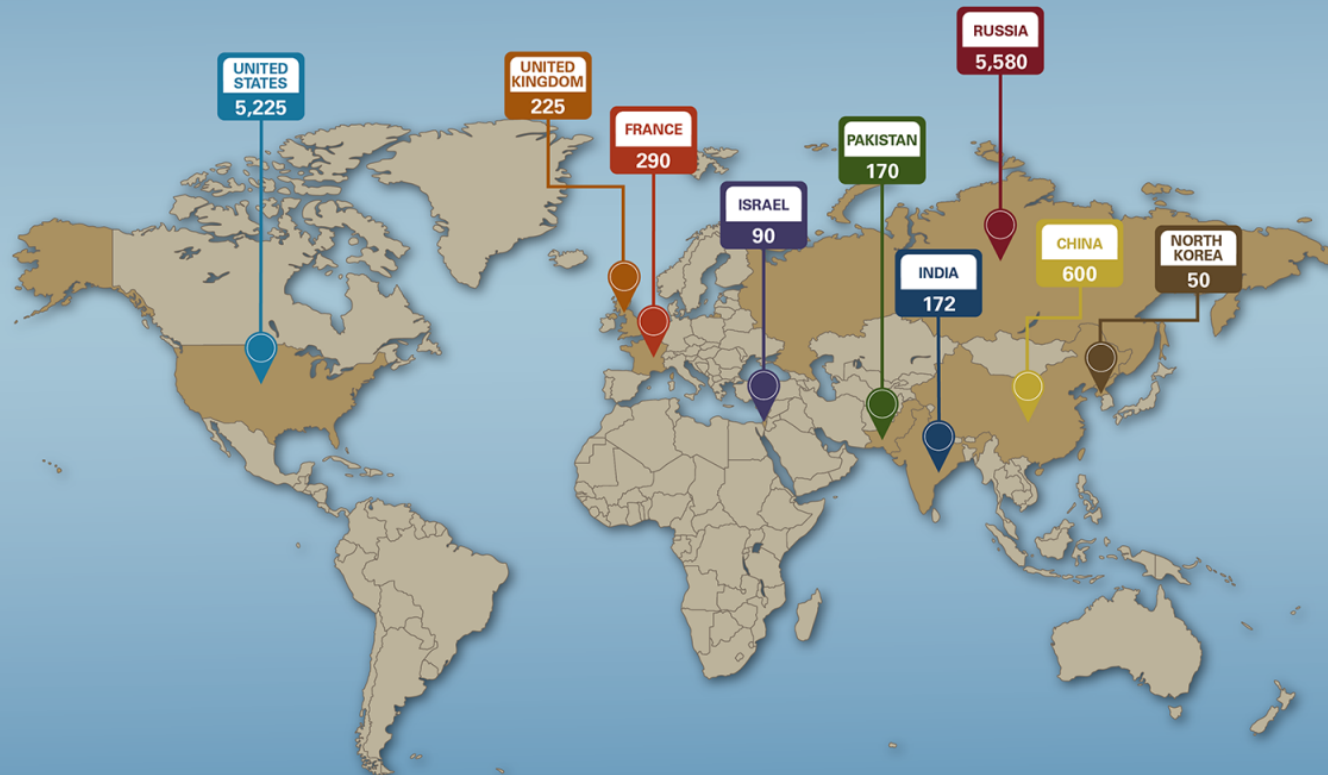 UNITED
STATES
5,225
UNITED
KINGDOM
225
FRANCE
290
ISRAEL
90
PAKISTAN
170
INDIA
172
RUSSIA
5,580
CHINA
600
NORTH
KOREA
50